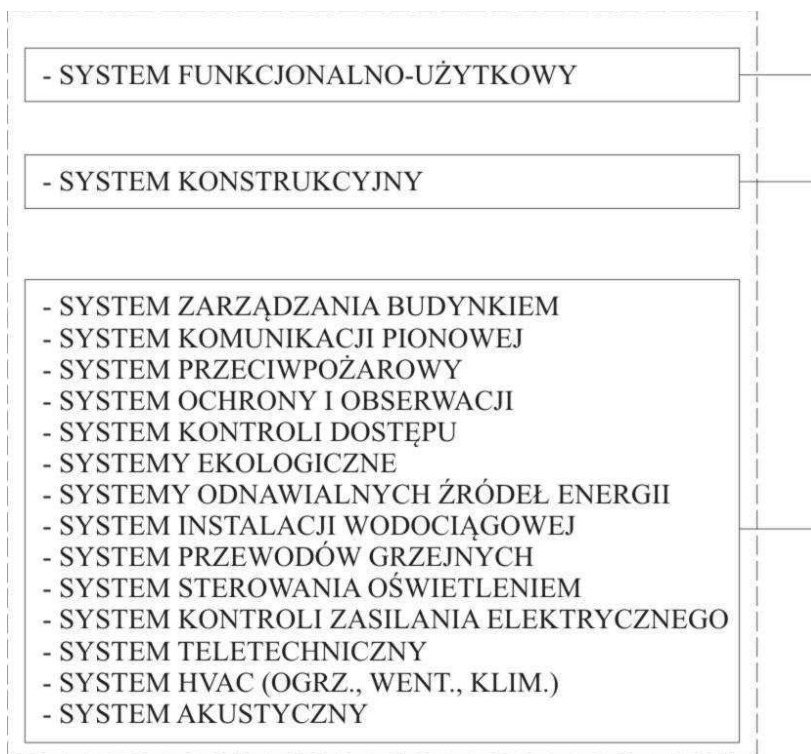 - SYSTEM FUNKCJONALNO-UŻYTKOWY
- SYSTEM KONSTRUKCYJNY
- SYSTEM ZARZĄDZANIA BUDYNKIEM
- SYSTEM KOMUNIKACJI PIONOWEJ
- SYSTEM PRZECIWPOŻAROWY
- SYSTEM OCHRONY I OBSERWACJI
- SYSTEM KONTROLI DOSTĘPU
- SYSTEMY EKOLOGICZNE
- SYSTEMY ODNAWIALNYCH ŹRÓDEŁ ENERGII
- SYSTEM INSTALACJI WODOCIĄGOWEJ
- SYSTEM PRZEWODÓW GRZEJNYCH
- SYSTEM STEROWANIA OŚWIETLENIEM
- SYSTEM KONTROLI ZASILANIA ELEKTRYCZNEGO
- SYSTEM TELETECHNICZNY
- SYSTEM HVAC (OGRZ., WENT., KLIM.)
- SYSTEM AKUSTYCZNY